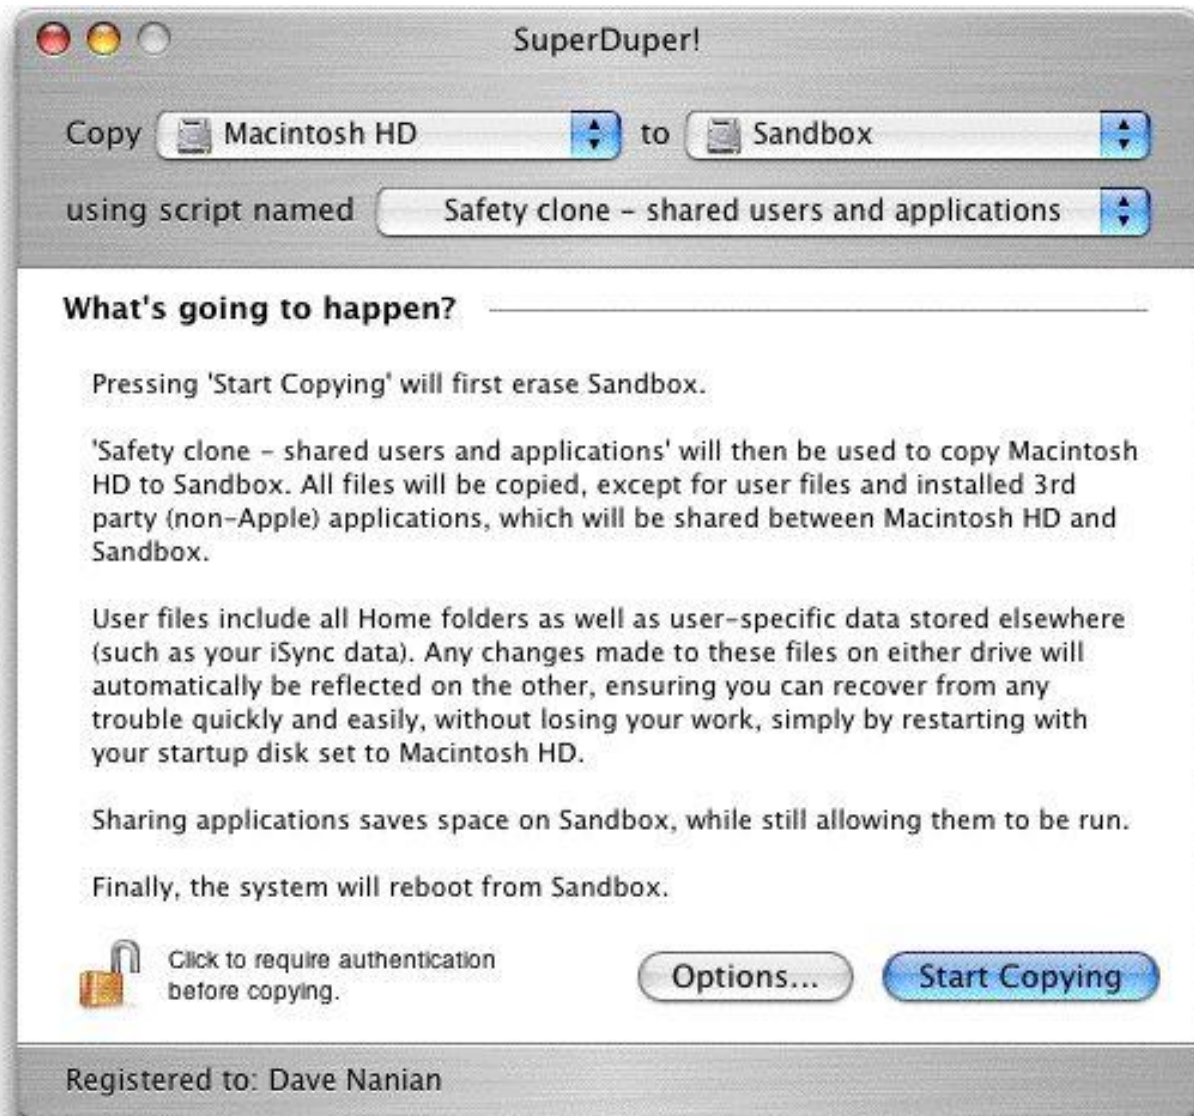 SuperDuper!
Copy Macintosh HD to Sandbox
using script named Safety clone – shared users and applications
What's going to happen?
Pressing 'Start Copying' will first erase Sandbox.
'Safety clone – shared users and applications' will then be used to copy Macintosh
HD to Sandbox. All files will be copied, except for user files and installed 3rd
party (non–Apple) applications, which will be shared between Macintosh HD and
Sandbox.
User files include all Home folders as well as user–specific data stored elsewhere
(such as your iSync data). Any changes made to these files on either drive will
automatically be reflected on the other, ensuring you can recover from any
trouble quickly and easily, without losing your work, simply by restarting with
your startup disk set to Macintosh HD.
Sharing applications saves space on Sandbox, while still allowing them to be run.
Finally, the system will reboot from Sandbox.
Click to require authentication
before copying.
Options...
Start Copying
Registered to: Dave Nanian